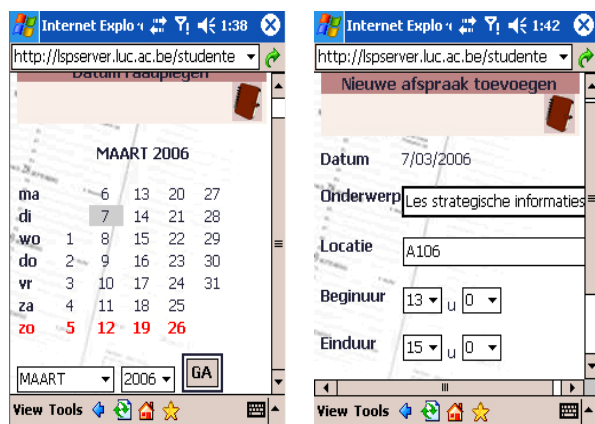 Internet Explo 1:38
http://lspserver.luc.ac.be/studente
Datum raadplegen
MAART 2006
ma 6 13 20 27
di 7 14 21 28
wo 1 8 15 22 29
do 2 9 16 23 30
vr 3 10 17 24 31
za 4 11 18 25
zo 5 12 19 26
MAART 2006 GA
View Tools
Internet Explo 1:42
http://lspserver.luc.ac.be/studente
Nieuwe afspraak toevoegen
Datum 7/03/2006
Onderwerp Les strategische informaties
Locatie A106
Beginuur 13 u 0
Einduur 15 u 0
View Tools